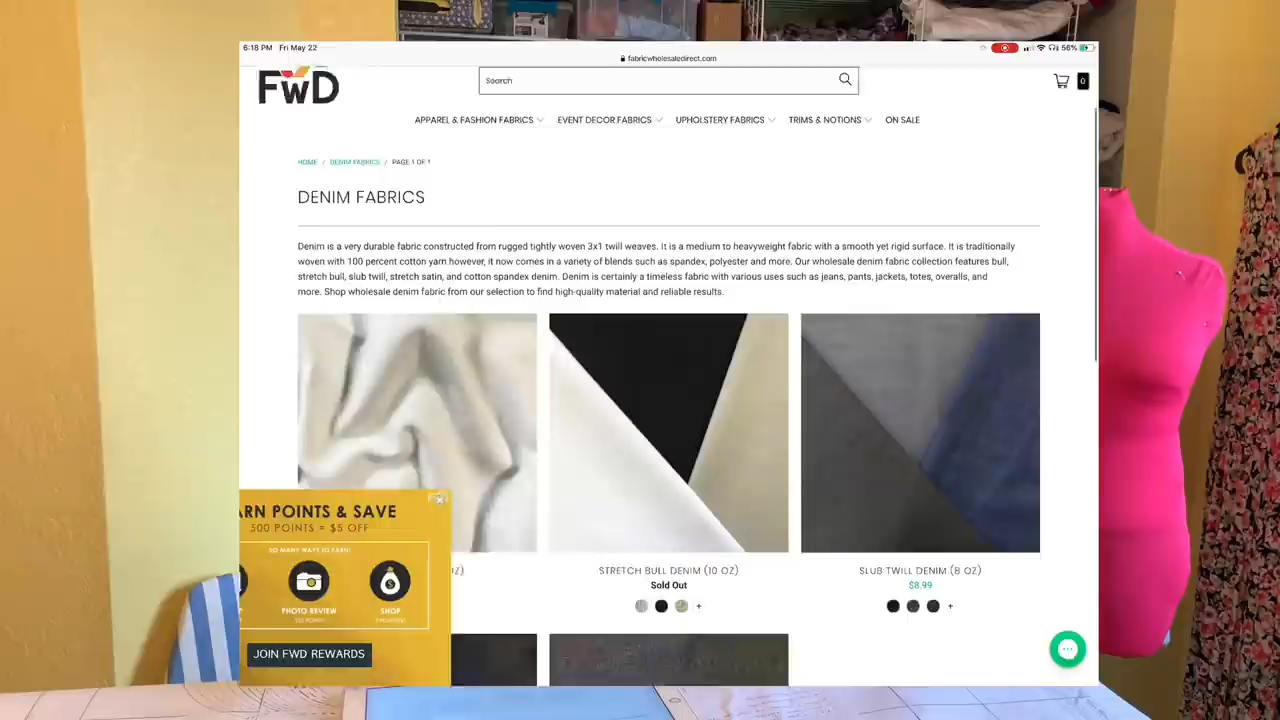 6:18 PM Fri May 22
56%
fabricwholesaledirect.com
FWD
Search
0
APPAREL & FASHION FABRICS EVENT DECOR FABRICS UPHOLSTERY FABRICS TRIMS & NOTIONS ON SALE
HOME / DENIM FABRICS / PAGE 1 OF 1
DENIM FABRICS
Denim is a very durable fabric constructed from rugged tightly woven 3x1 twill weaves. It is a medium to heavyweight fabric with a smooth yet rigid surface. It is traditionally
woven with 100 percent cotton yarn however, it now comes in a variety of blends such as spandex, polyester and more. Our wholesale denim fabric collection features bull,
stretch bull, slub twill, stretch satin, and cotton spandex denim. Denim is certainly a timeless fabric with various uses such as jeans, pants, jackets, totes, overalls, and
more. Shop wholesale denim fabric from our selection to find high-quality material and reliable results.
ARN POINTS & SAVE
500 POINTS = $5 OFF
SO MANY WAYS TO EARN!
PHOTO REVIEW
SHOP
JOIN FWD REWARDS
OZ)
STRETCH BULL DENIM (10 OZ)
Sold Out
+
SLUB TWILL DENIM (8 OZ)
$8.99
+